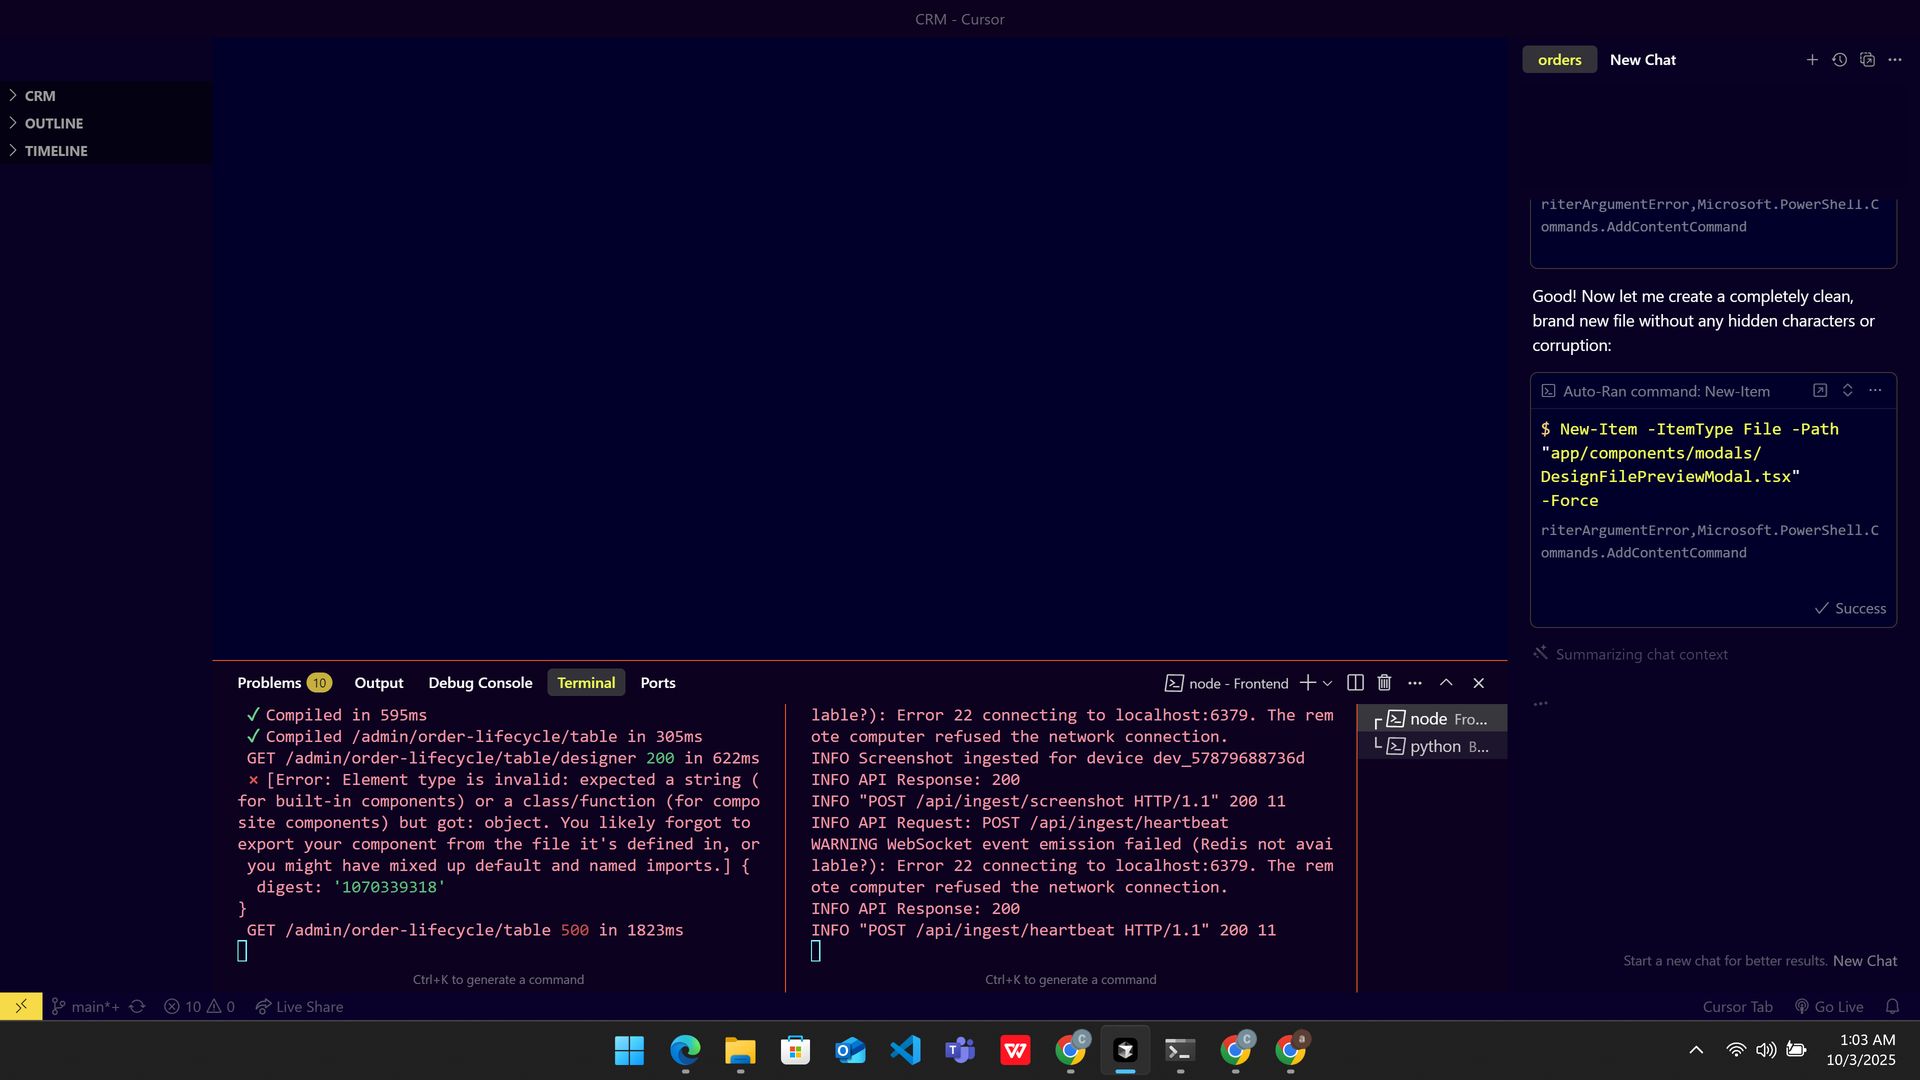 CRM - Cursor
CRM
OUTLINE
TIMELINE
orders New Chat
riterArgumentError,Microsoft.PowerShell.C
ommands.AddContentCommand
Good! Now let me create a completely clean,
brand new file without any hidden characters or
corruption:
Auto-Ran command: New-Item
$ New-Item -ItemType File -Path
"app/components/modals/
DesignFilePreviewModal.tsx"
-Force
riterArgumentError,Microsoft.PowerShell.C
ommands.AddContentCommand
Success
Summarizing chat context
Start a new chat for better results. New Chat
Problems 10 Output Debug Console Terminal Ports
node - Frontend
✓ Compiled in 595ms
✓ Compiled /admin/order-lifecycle/table in 305ms
GET /admin/order-lifecycle/table/designer 200 in 622ms
⨯ [Error: Element type is invalid: expected a string (
for built-in components) or a class/function (for compo
site components) but got: object. You likely forgot to
export your component from the file it's defined in, or
you might have mixed up default and named imports.] {
digest: '1070339318'
}
GET /admin/order-lifecycle/table 500 in 1823ms
Ctrl+K to generate a command
lable?): Error 22 connecting to localhost:6379. The rem
ote computer refused the network connection.
INFO Screenshot ingested for device dev_57879688736d
INFO API Response: 200
INFO "POST /api/ingest/screenshot HTTP/1.1" 200 11
INFO API Request: POST /api/ingest/heartbeat
WARNING WebSocket event emission failed (Redis not avai
lable?): Error 22 connecting to localhost:6379. The rem
ote computer refused the network connection.
INFO API Response: 200
INFO "POST /api/ingest/heartbeat HTTP/1.1" 200 11
Ctrl+K to generate a command
node Fro...
python B...
main*+ 10 0 Live Share
Cursor Tab Go Live
1:03 AM
10/3/2025